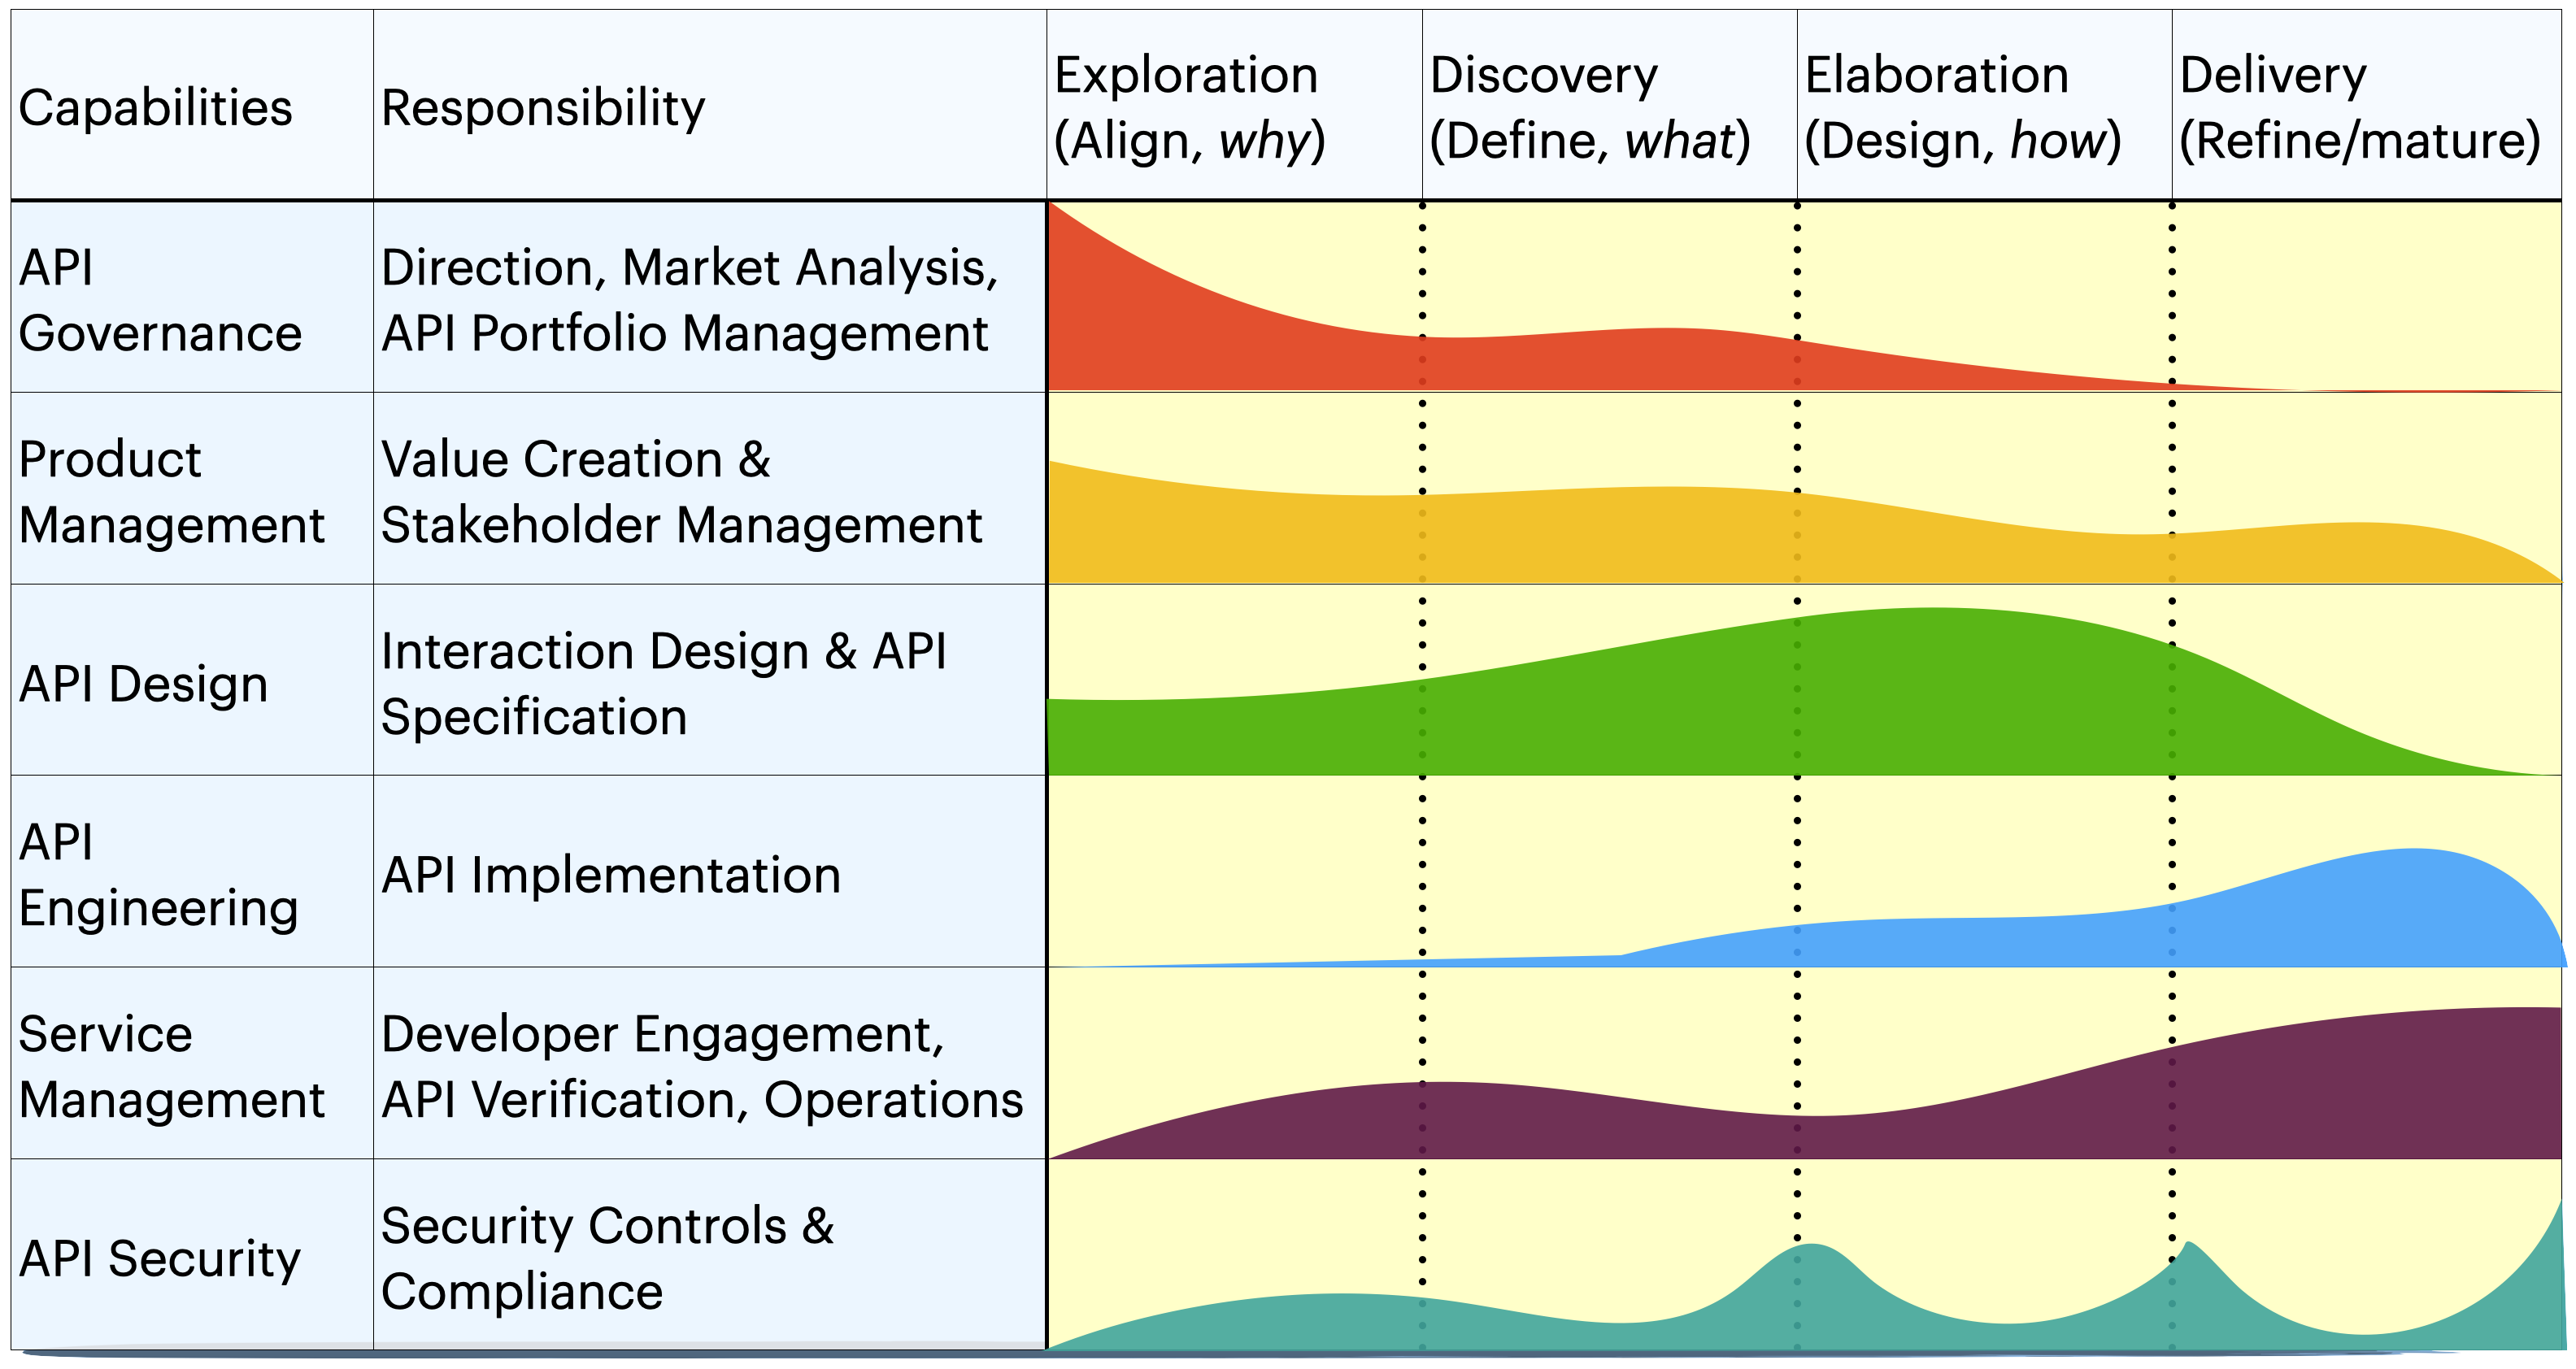 Capabilities
Responsibility
Exploration
(Align, why)
Discovery
(Define, what)
Elaboration
(Design, how)
Delivery
(Refine/mature)
API
Governance
Direction, Market Analysis,
API Portfolio Management
Product
Management
Value Creation &
Stakeholder Management
API Design
Interaction Design & API
Specification
API
Engineering
API Implementation
Service
Management
Developer Engagement,
API Verification, Operations
API Security
Security Controls &
Compliance